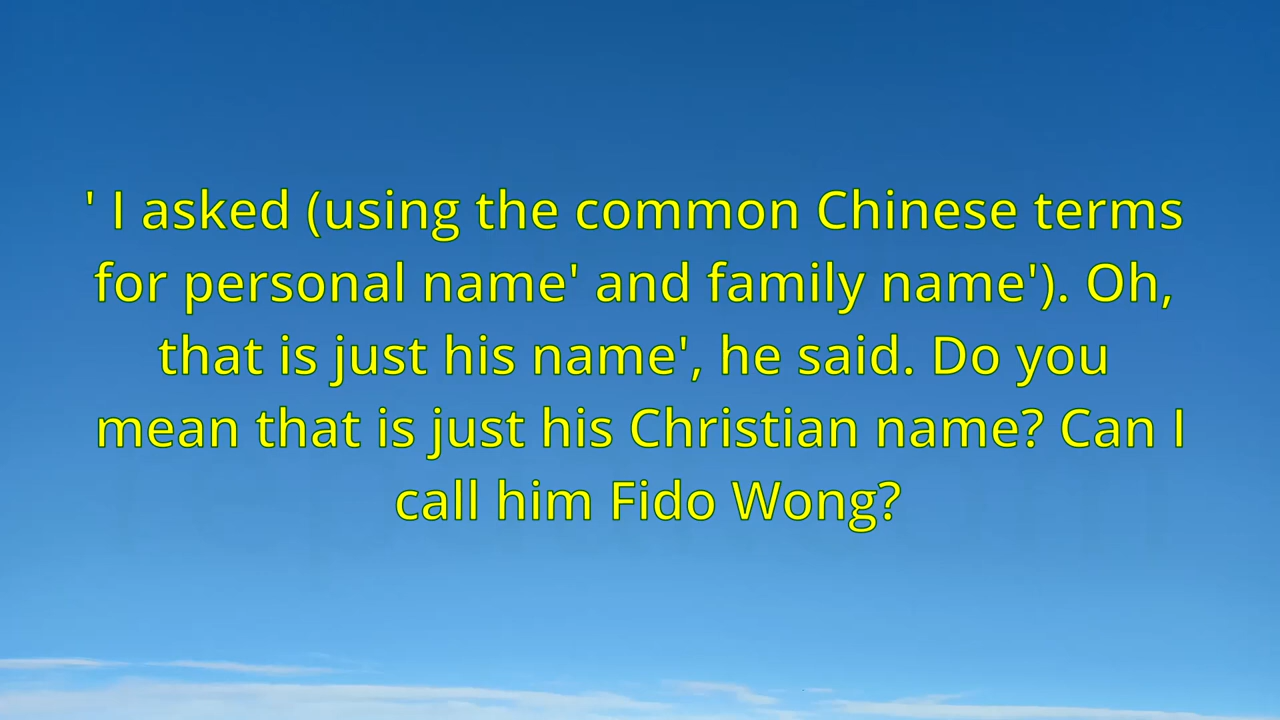 ' I asked (using the common Chinese terms
for personal name' and family name'). Oh,
that is just his name', he said. Do you
mean that is just his Christian name? Can I
call him Fido Wong?